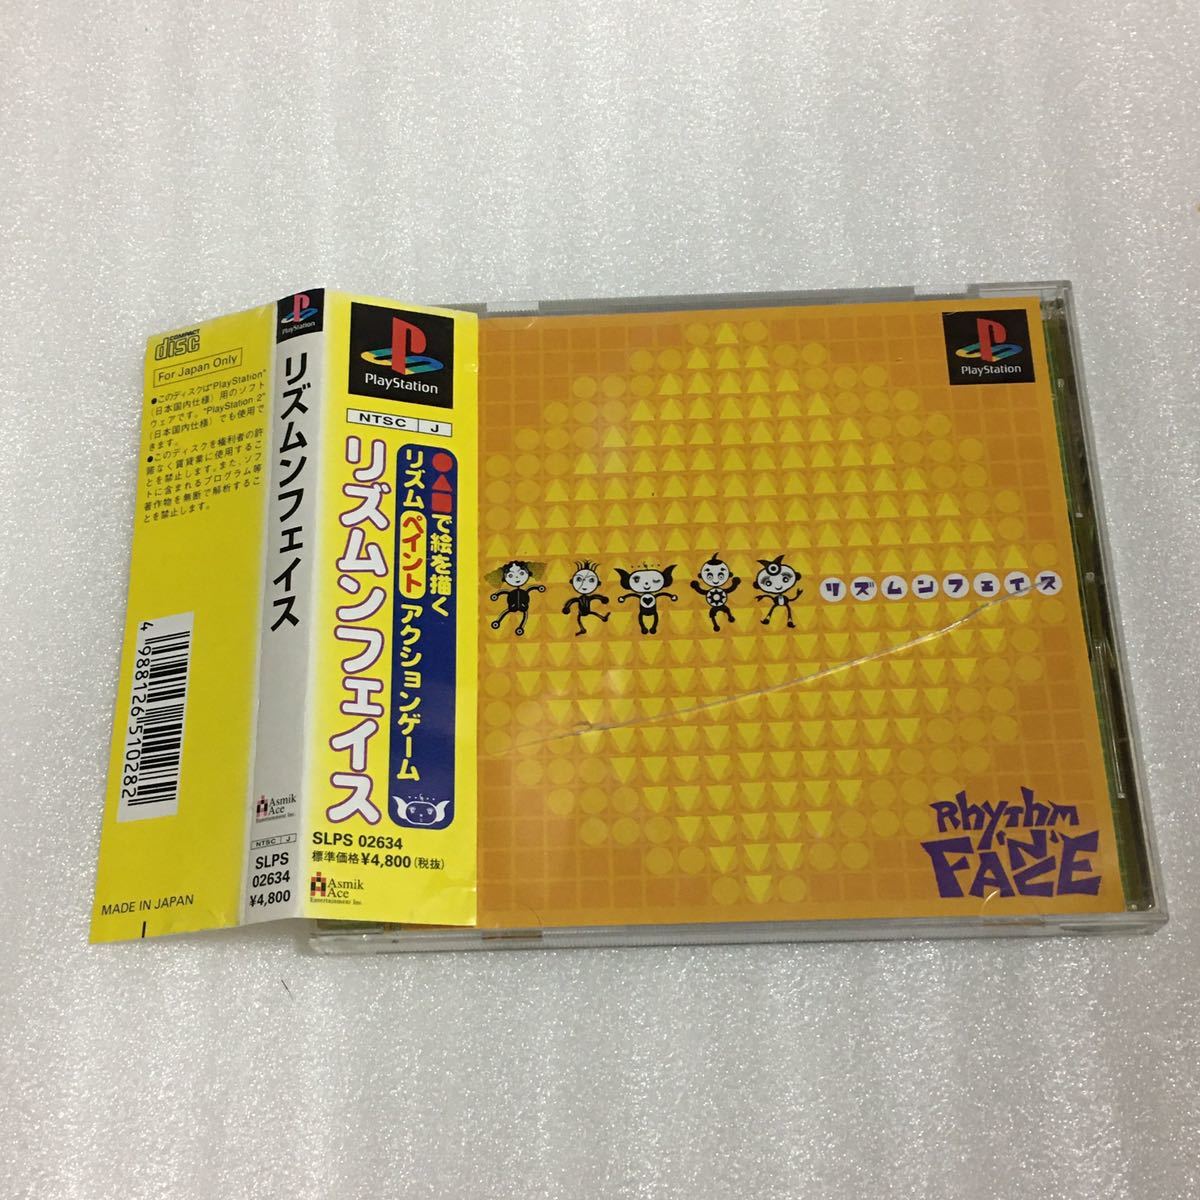 COMPACT
disc
For Japan Only
●このディスクは"PlayStation"
(日本国内仕様)用のソフト
ウェアです。"PlayStation 2"
(日本国内仕様)でも使用で
きます。
●このディスクを権利者の許
諾なく賃貸業に使用するこ
とを禁止します。また、ソフ
トに含まれるプログラム等
著作物を無断で解析するこ
とを禁止します。
4 988126 510282
MADE IN JAPAN
PlayStation
リズムンフェイス
Asmik
Ace
Entertainment Inc.
NTSC J
SLPS
02634
¥4,800
PlayStation
NTSC J
●▲■で絵を描く
リズムペイントアクションゲーム
リズムンフェイス
SLPS 02634
標準価格¥4,800(税抜)
Asmik
Ace
Entertainment Inc.
PlayStation
リズムンフェイス
RhyThm
'N'
FACE